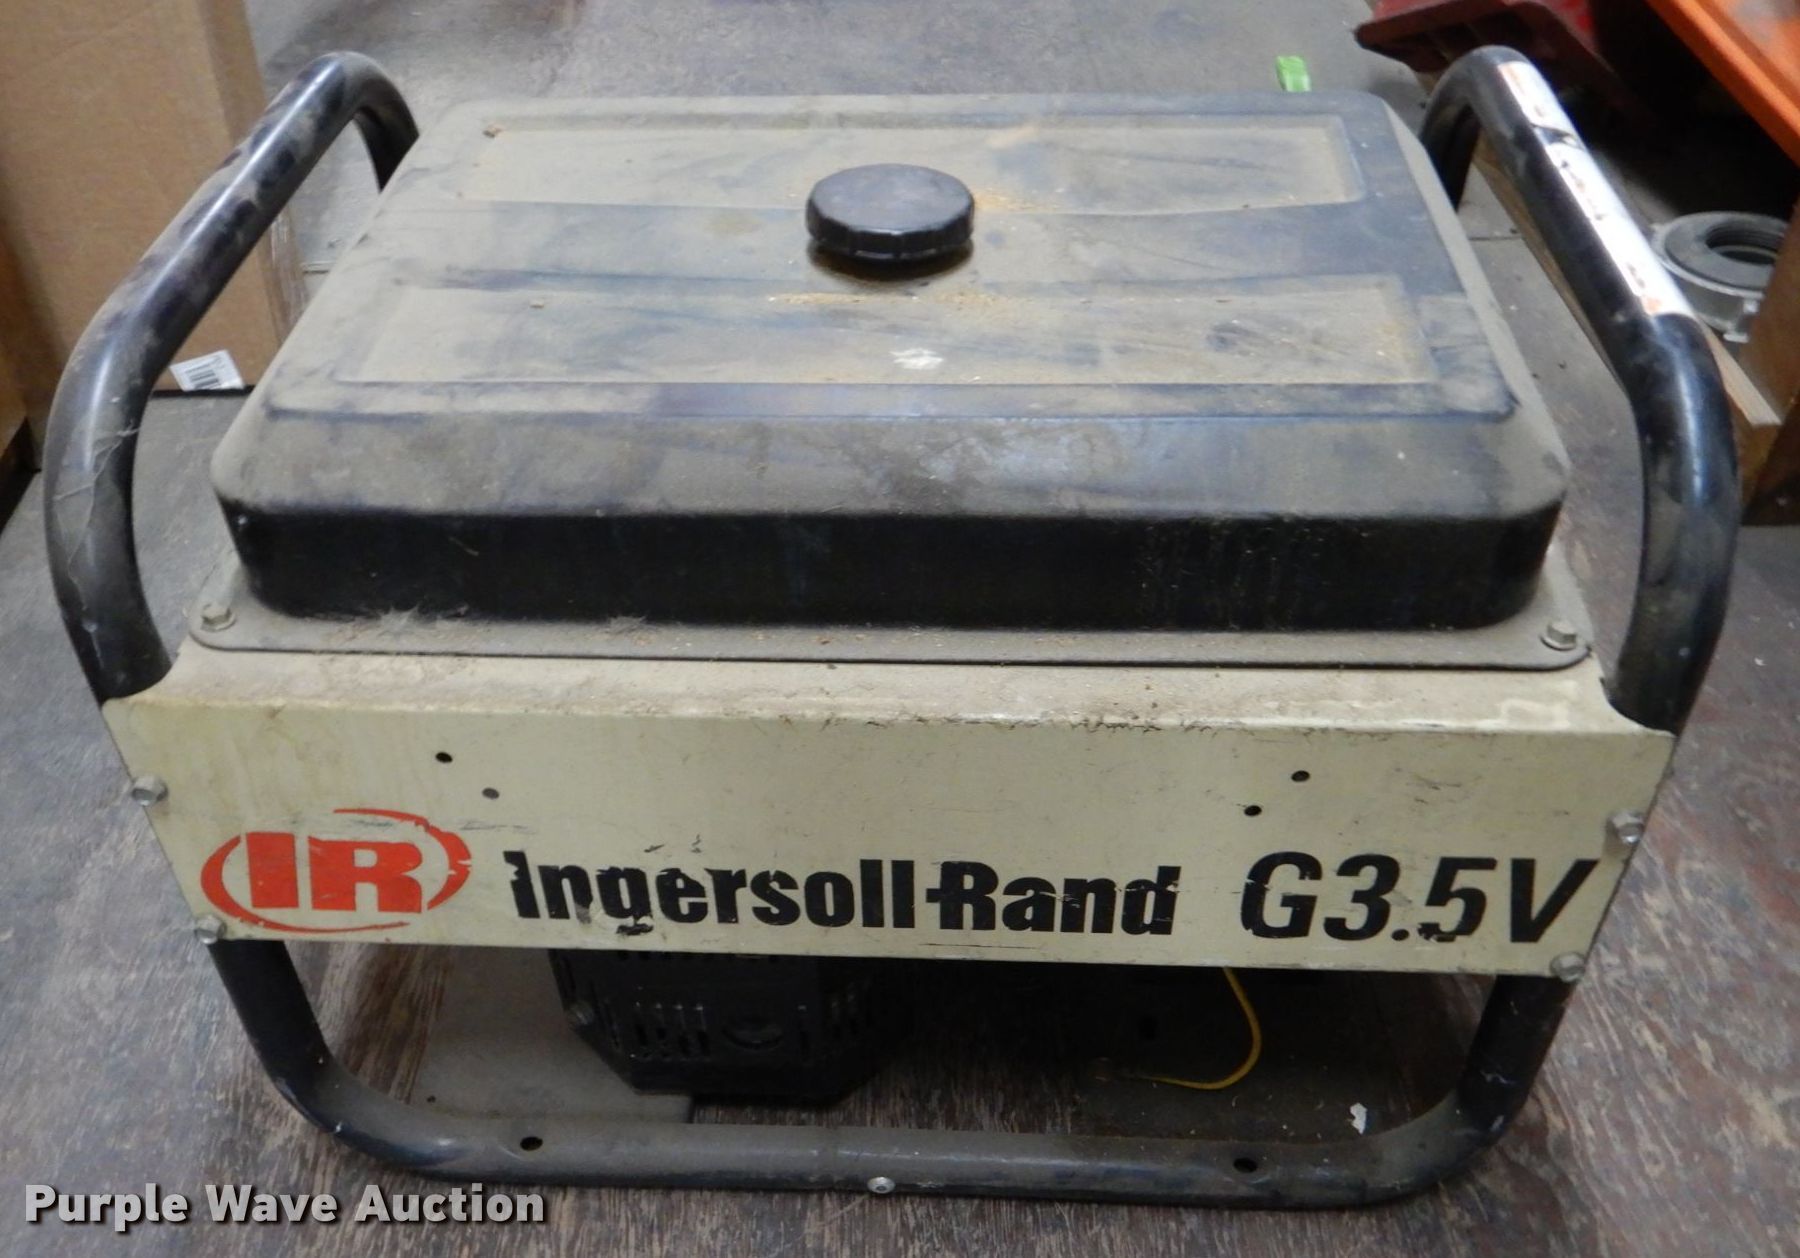 IR Ingersoll-Rand G3.5V
Purple Wave Auction